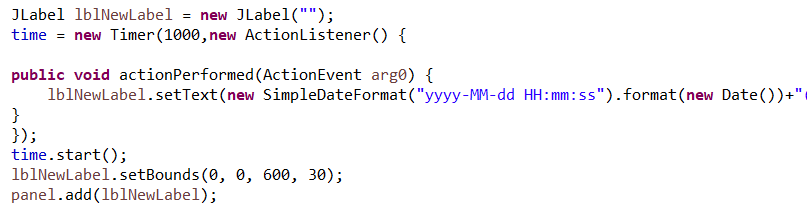 JLabel lblNewLabel = new JLabel("");
time = new Timer(1000,new ActionListener() {
public void actionPerformed(ActionEvent arg0) {
lblNewLabel.setText(new SimpleDateFormat("yyyy-MM-dd HH:mm:ss").format(new Date())+"(
}
});
time.start();
lblNewLabel.setBounds(0, 0, 600, 30);
panel.add(lblNewLabel);